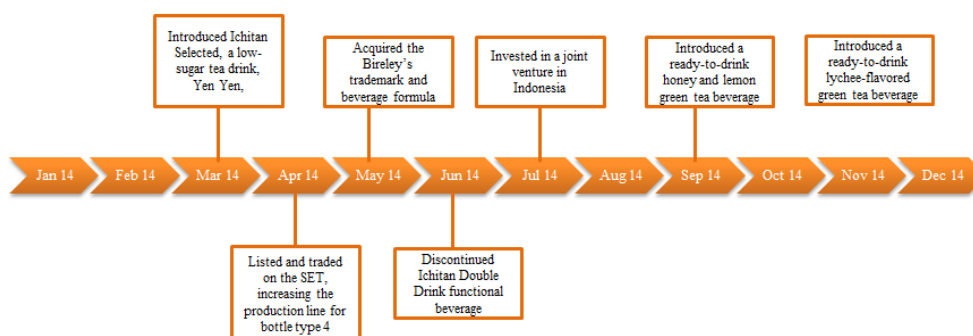 Introduced Ichitan
Selected, a low-
sugar tea drink,
Yen Yen,
Acquired the
Bireley's
trademark and
beverage formula
Invested in a joint
venture in
Indonesia
Introduced a
ready-to-drink
honey and lemon
green tea beverage
Introduced a
ready-to-drink
lychee-flavored
green tea beverage
Jan 14
Feb 14
Mar 14
Apr 14
May 14
Jun 14
Jul 14
Aug 14
Sep 14
Oct 14
Nov 14
Dec 14
Listed and traded
on the SET,
increasing the
production line for
bottle type 4
Discontinued
Ichitan Double
Drink functional
beverage